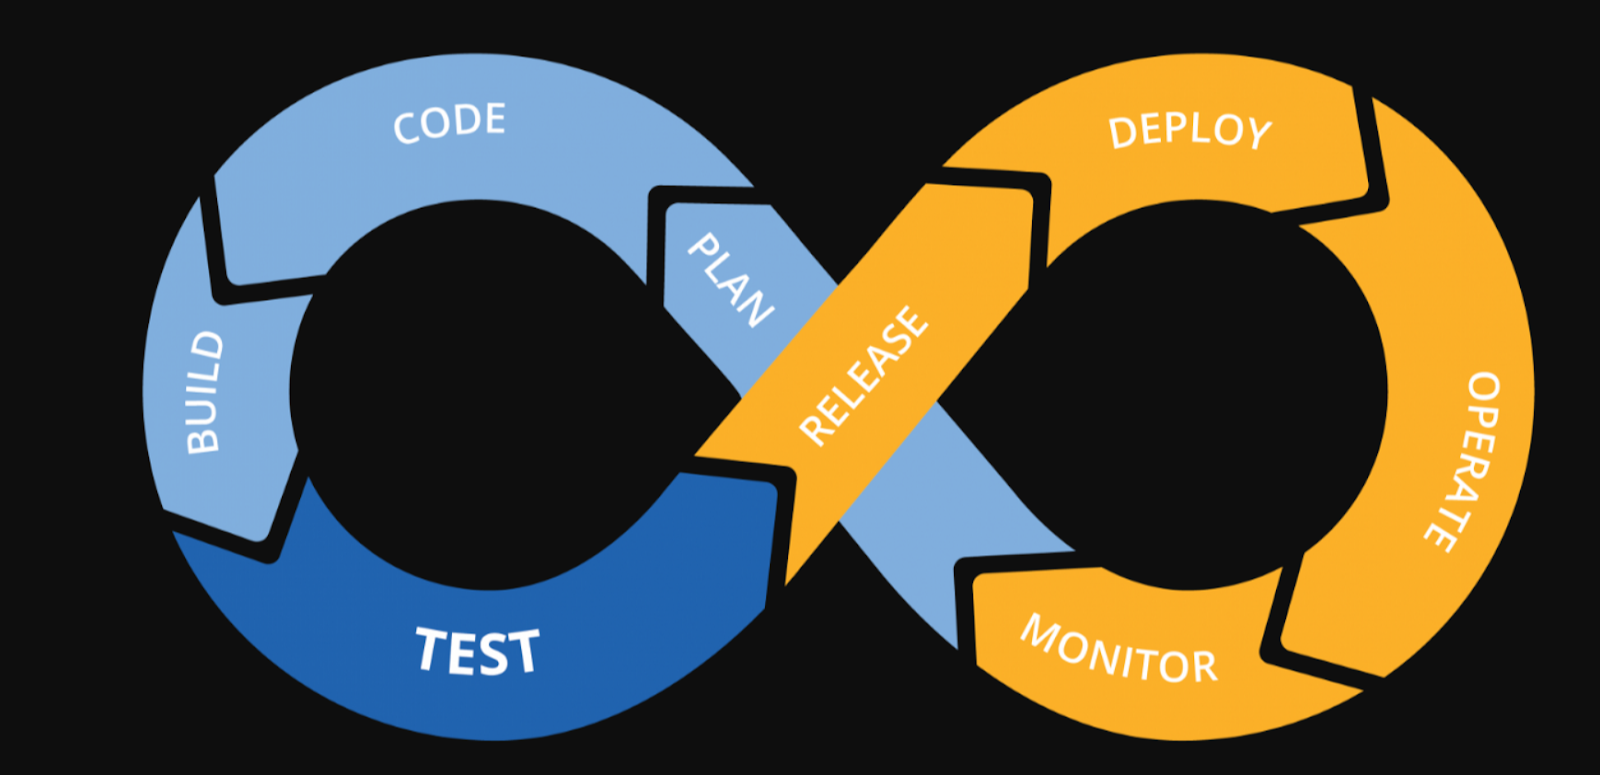 CODE
DEPLOY
PLAN
RELEASE
BUILD
OPERATE
TEST
MONITOR